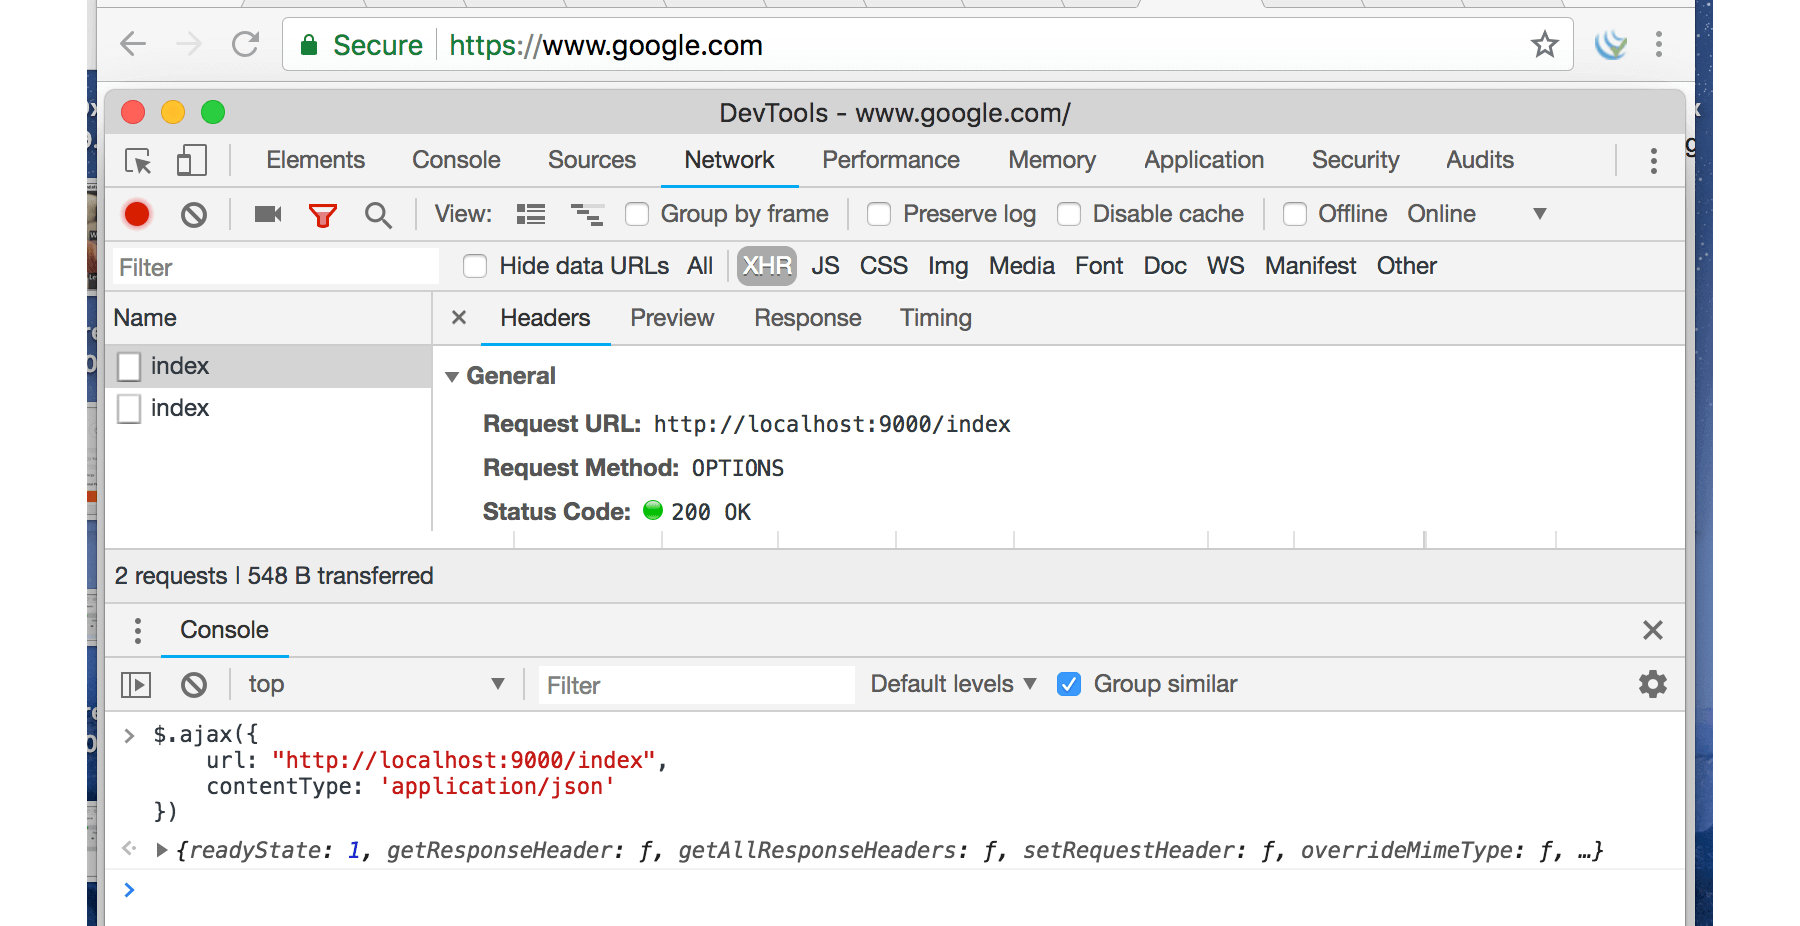 Secure https://www.google.com
DevTools - www.google.com/
Elements Console Sources Network Performance Memory Application Security Audits
View: Group by frame Preserve log Disable cache Offline Online
Filter Hide data URLs All XHR JS CSS Img Media Font Doc WS Manifest Other
Name × Headers Preview Response Timing
index
index
General
Request URL: http://localhost:9000/index
Request Method: OPTIONS
Status Code: 200 OK
2 requests | 548 B transferred
Console
top Filter Default levels Group similar
$.ajax({
url: "http://localhost:9000/index",
contentType: 'application/json'
})
{readyState: 1, getResponseHeader: ƒ, getAllResponseHeaders: ƒ, setRequestHeader: ƒ, overrideMimeType: ƒ, …}